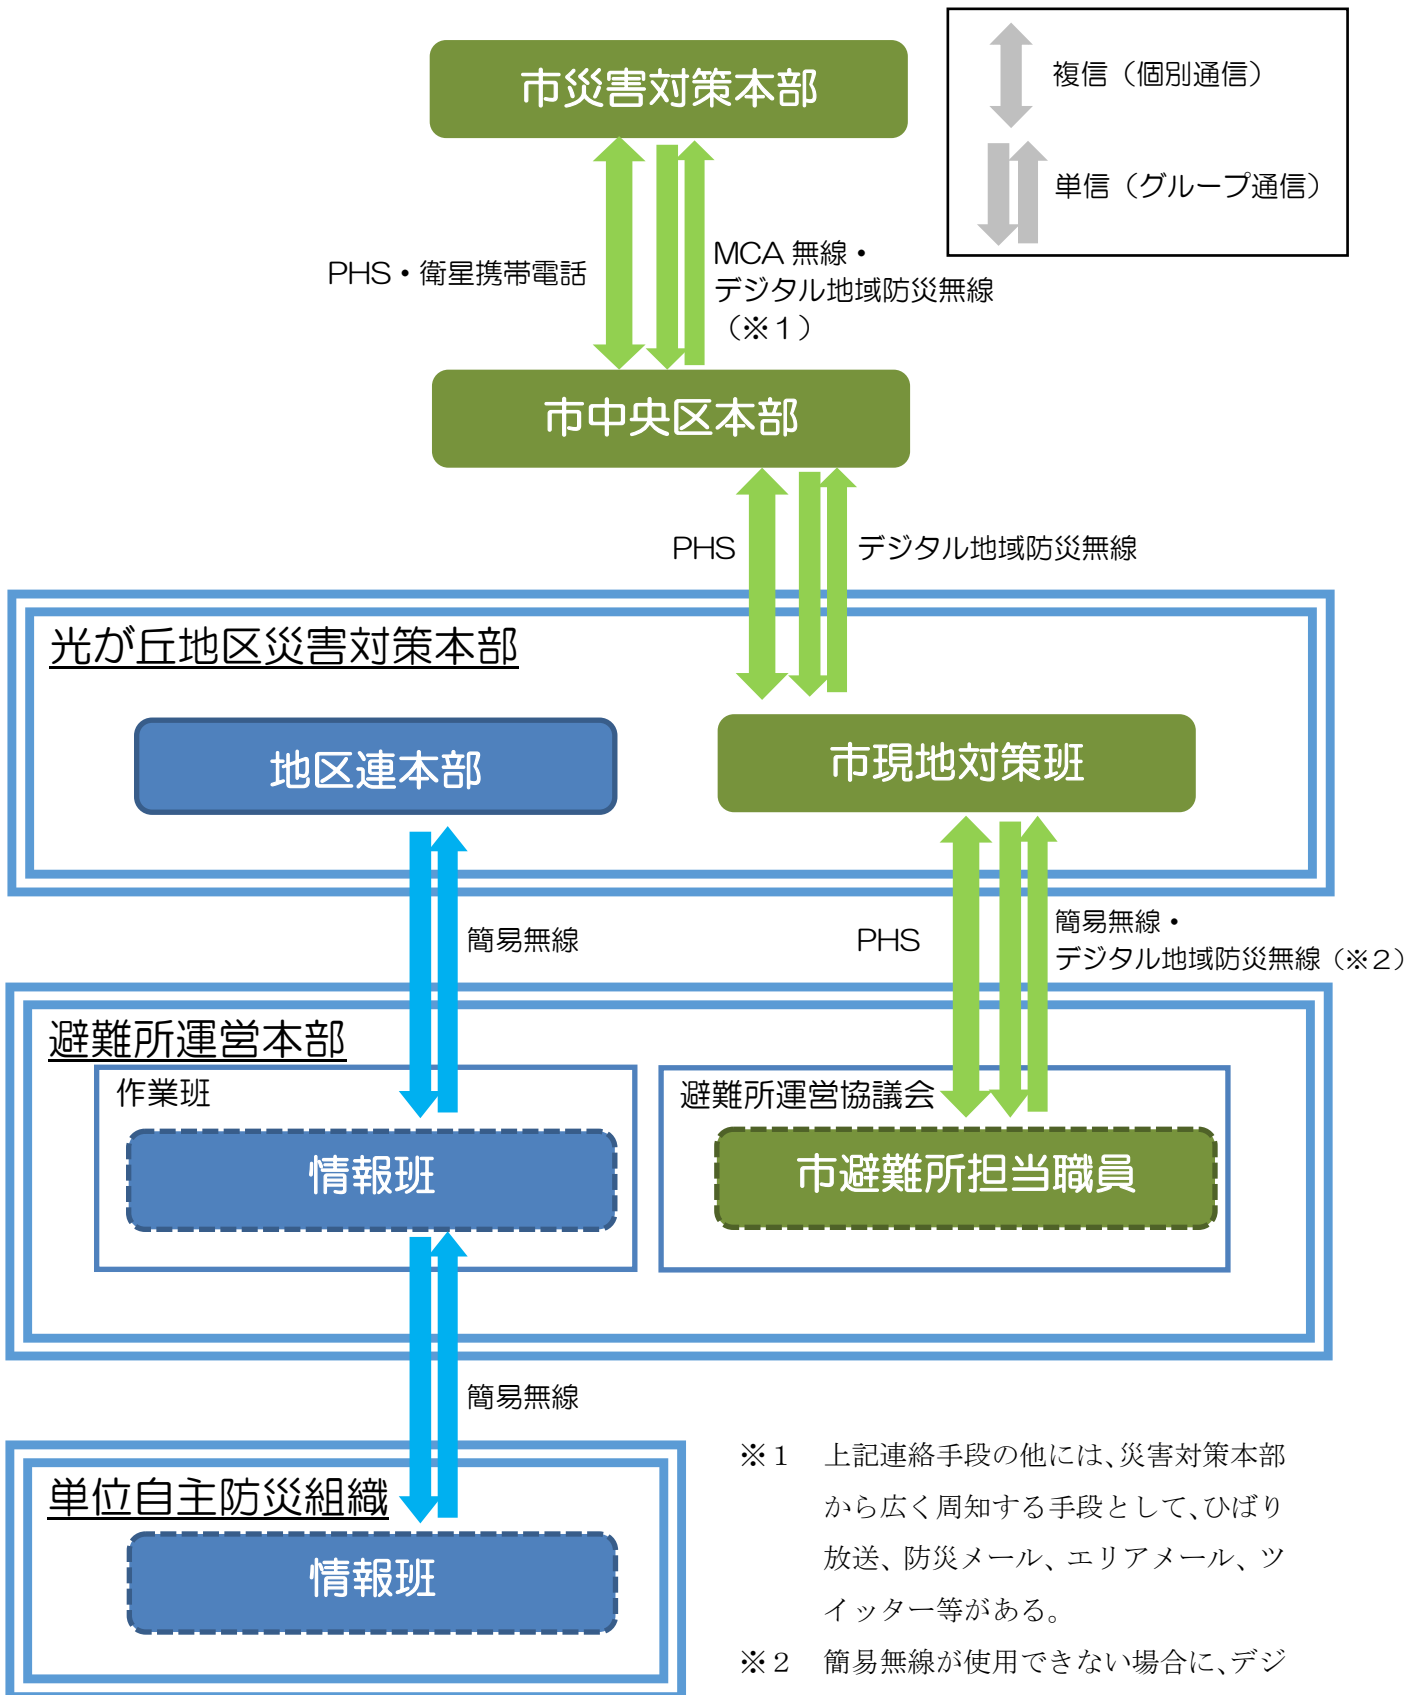 市災害対策本部
複信（個別通信）
単信（グループ通信）
PHS・衛星携帯電話
MCA 無線・
デジタル地域防災無線
（※１）
市中央区本部
PHS
デジタル地域防災無線
光が丘地区災害対策本部
地区連本部
市現地対策班
簡易無線
PHS
簡易無線・
デジタル地域防災無線（※２）
避難所運営本部
作業班
避難所運営協議会
情報班
市避難所担当職員
簡易無線
単位自主防災組織
情報班
※１　上記連絡手段の他には、災害対策本部
から広く周知する手段として、ひばり
放送、防災メール、エリアメール、ツ
イッター等がある。
※２　簡易無線が使用できない場合に、デジ